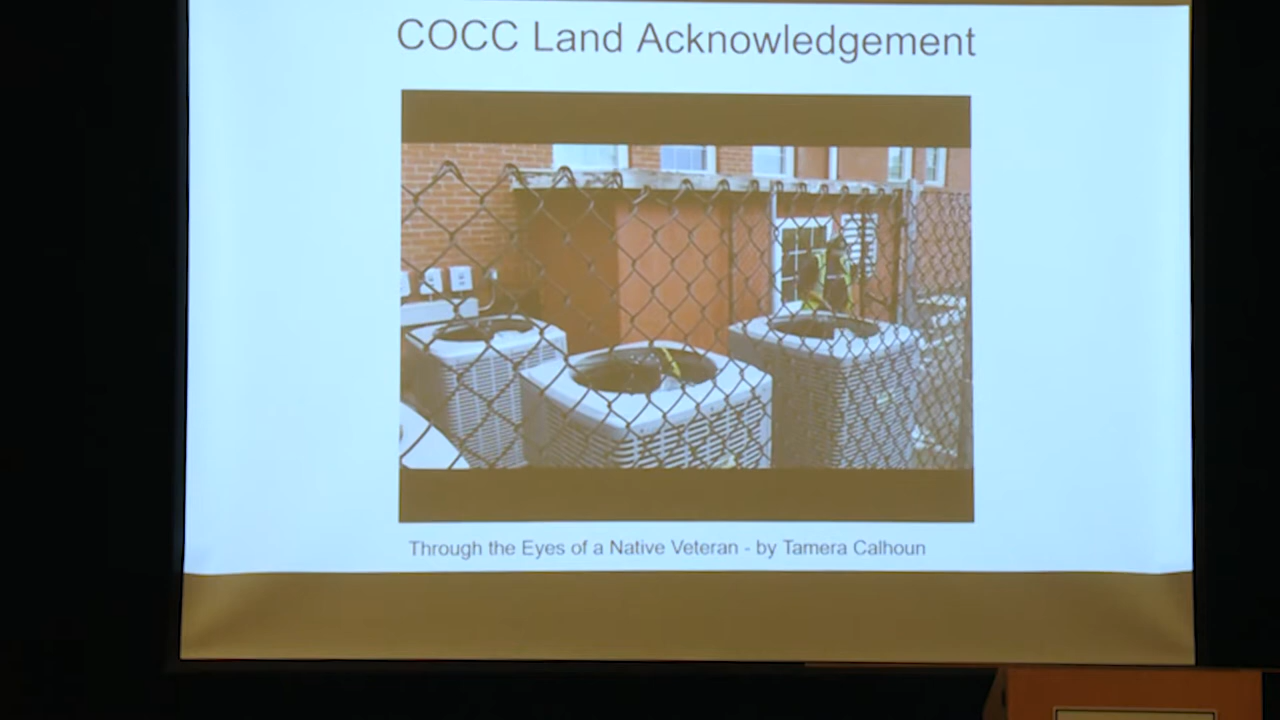 COCC Land Acknowledgement
Through the Eyes of a Native Veteran - by Tamera Calhoun